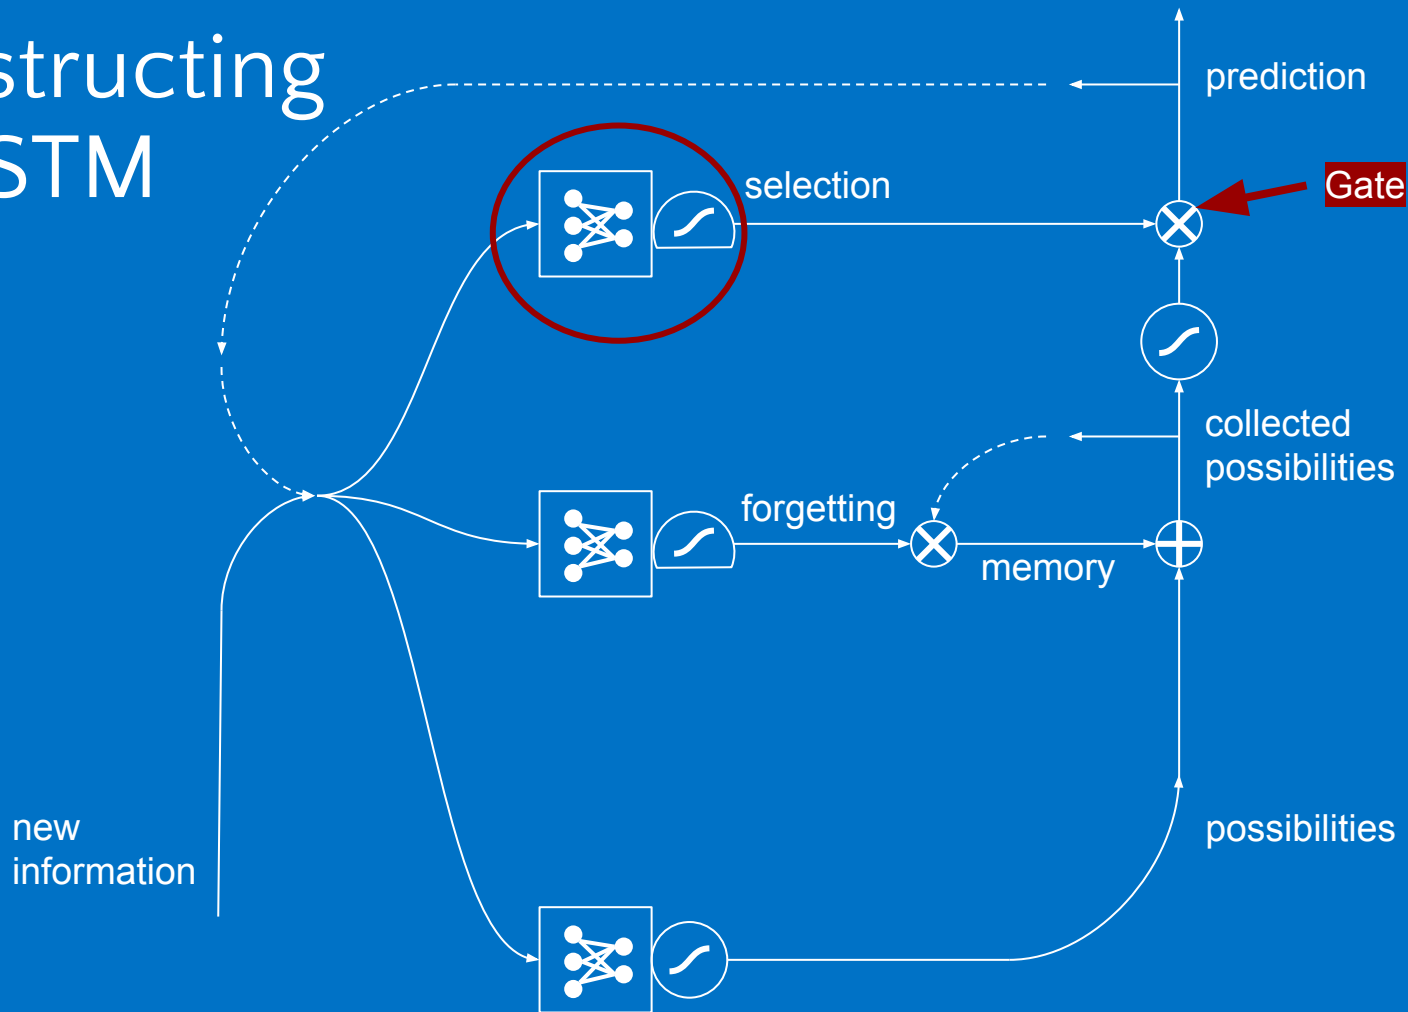 structing
STM
prediction
selection
Gate
collected
possibilities
forgetting
memory
new
information
possibilities